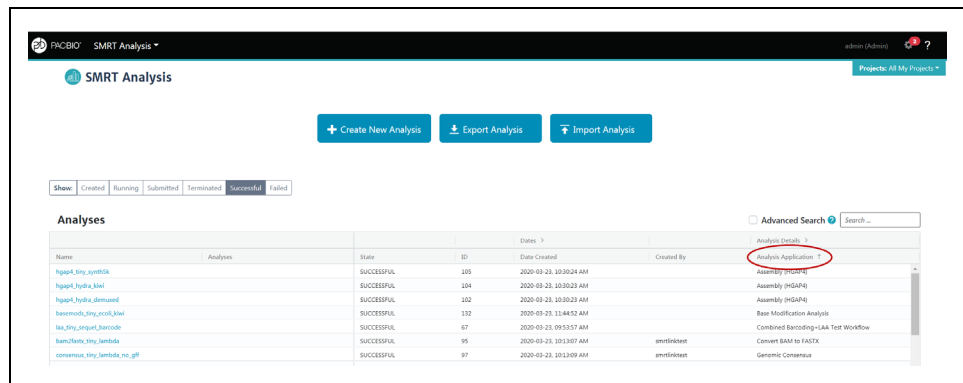 PACBIO® SMRT Analysis admin (Admin) 3 ?
Projects: All My Projects
SMRT Analysis
Create New Analysis Export Analysis Import Analysis
Show: Created Running Submitted Terminated Successful Failed
Analyses Advanced Search ? Search ...
Dates > Analysis Details >
Name Analyses State ID Date Created Created By Analysis Application ↑
hgap4_tiny_synth5k SUCCESSFUL 105 2020-03-23, 10:30:24 AM Assembly (HGAP4)
hgap4_hydra_kiwi SUCCESSFUL 104 2020-03-23, 10:30:23 AM Assembly (HGAP4)
hgap4_hydra_demuxed SUCCESSFUL 102 2020-03-23, 10:30:23 AM Assembly (HGAP4)
basemods_tiny_ecoli_kiwi SUCCESSFUL 132 2020-03-23, 11:44:52 AM Base Modification Analysis
laa_tiny_sequel_barcode SUCCESSFUL 67 2020-03-23, 09:53:57 AM Combined Barcoding+LAA Test Workflow
bam2fastx_tiny_lambda SUCCESSFUL 95 2020-03-23, 10:13:07 AM smrtlinktest Convert BAM to FASTX
consensus_tiny_lambda_no_gff SUCCESSFUL 97 2020-03-23, 10:13:09 AM smrtlinktest Genomic Consensus